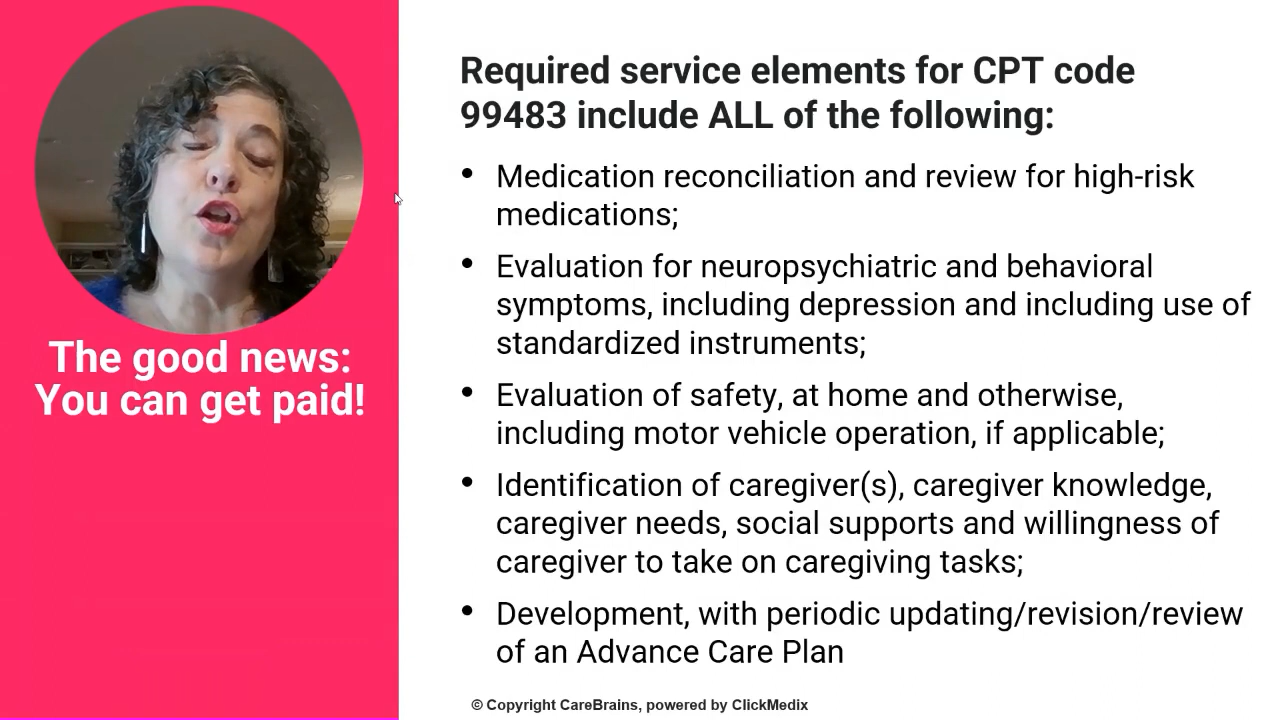 The good news:
You can get paid!
Required service elements for CPT code
99483 include ALL of the following:
• Medication reconciliation and review for high-risk
medications;
• Evaluation for neuropsychiatric and behavioral
symptoms, including depression and including use of
standardized instruments;
• Evaluation of safety, at home and otherwise,
including motor vehicle operation, if applicable;
• Identification of caregiver(s), caregiver knowledge,
caregiver needs, social supports and willingness of
caregiver to take on caregiving tasks;
• Development, with periodic updating/revision/review
of an Advance Care Plan
© Copyright CareBrains, powered by ClickMedix